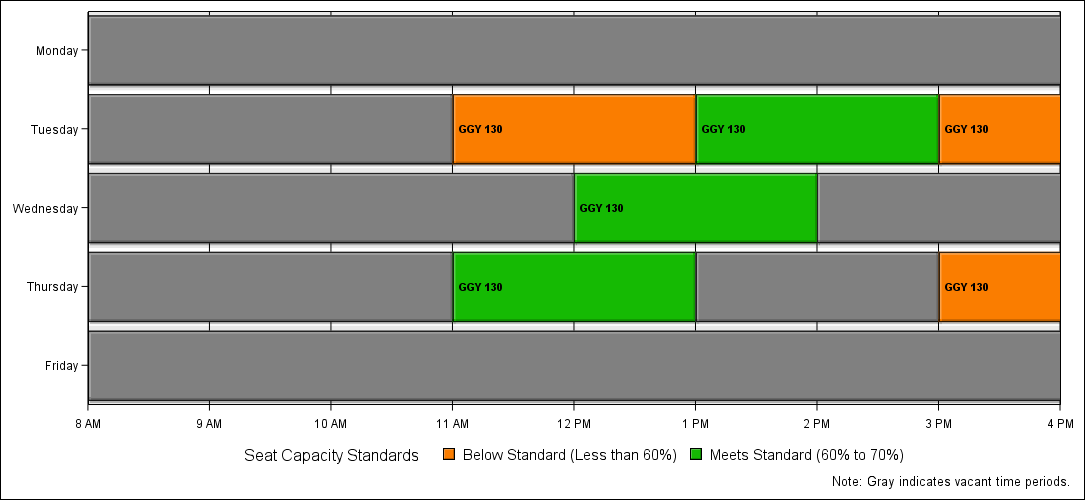 Monday
Tuesday
GGY 130
GGY 130
GGY 130
Wednesday
GGY 130
Thursday
GGY 130
GGY 130
Friday
8 AM 9 AM 10 AM 11 AM 12 PM 1 PM 2 PM 3 PM 4 PM
Seat Capacity Standards Below Standard (Less than 60%) Meets Standard (60% to 70%)
Note: Gray indicates vacant time periods.